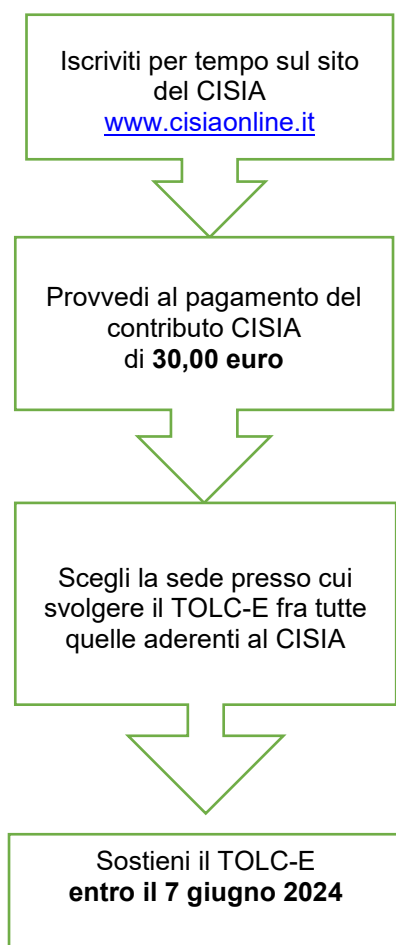 Iscriviti per tempo sul sito
del CISIA
www.cisiaonline.it
Provvedi al pagamento del
contributo CISIA
di 30,00 euro
Scegli la sede presso cui
svolgere il TOLC-E fra tutte
quelle aderenti al CISIA
Sostieni il TOLC-E
entro il 7 giugno 2024